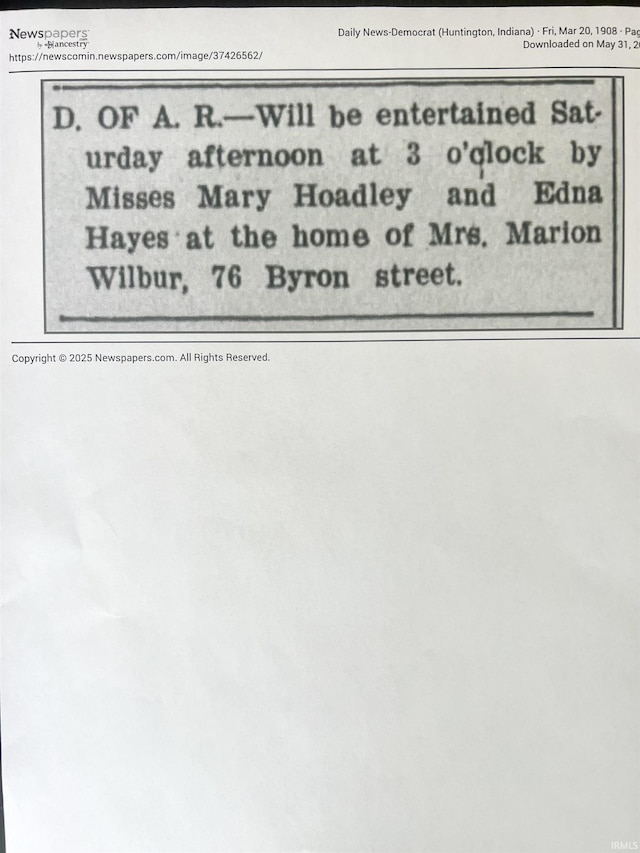 Newspapers
by ancestry
Daily News-Democrat (Huntington, Indiana) · Fri, Mar 20, 1908 ·
Downloaded on May 31,
https://newscomin.newspapers.com/image/37426562/
D. OF A. R.—Will be entertained Sat-
urday afternoon at 3 o'clock by
Misses Mary Hoadley and Edna
Hayes at the home of Mrs. Marion
Wilbur, 76 Byron street.
Copyright © 2025 Newspapers.com. All Rights Reserved.
IRMLS